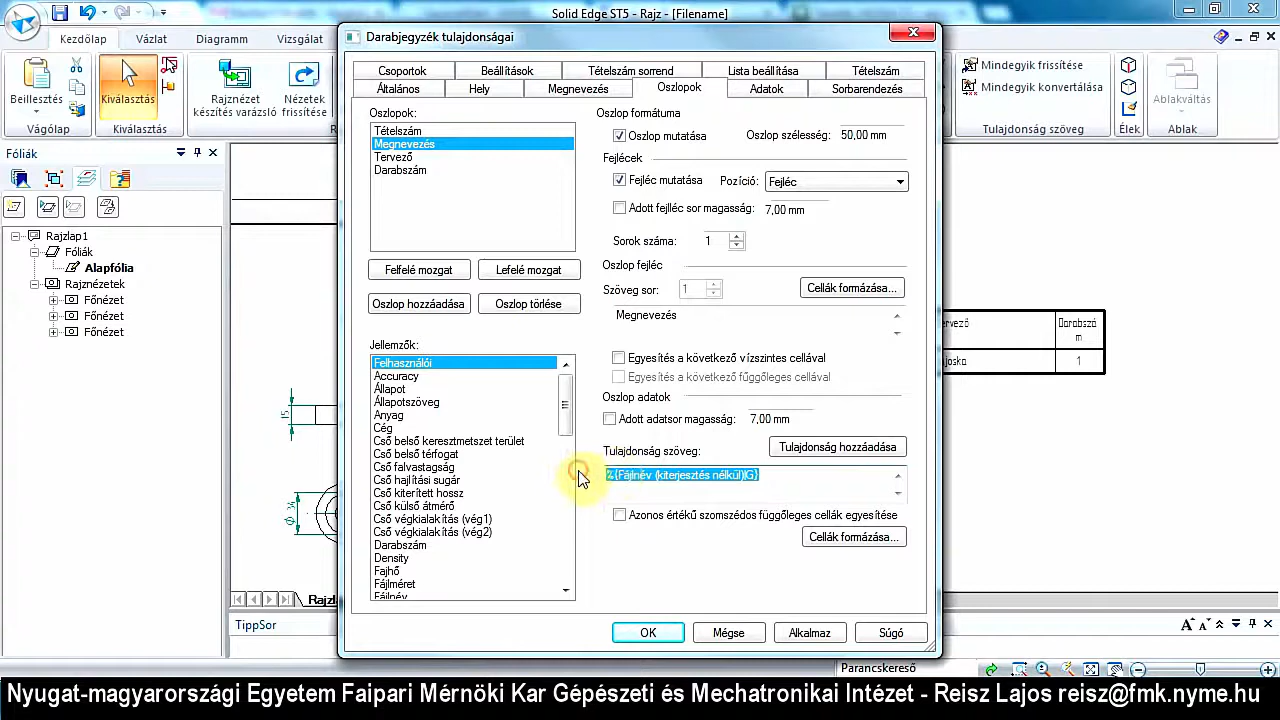 Solid Edge ST5 - Rajz - [Filename]
Kezdőlap
Vázlat
Diagramm
Vizsgálat
Beillesztés
Vágólap
Kiválasztás
Kiválasztás
Rajznézet
készítés varázsló
Nézetek
frissítése
Mindegyik frissítése
Mindegyik konvertálása
Tulajdonság szöveg
Élek
Ablakváltás
Ablak
Fóliák
Rajzlap1
Fóliák
Alapfólia
Rajznézetek
Főnézet
Főnézet
Főnézet
Darabjegyzék tulajdonságai
Csoportok
Beállítások
Tételszám sorrend
Lista beállítása
Tételszám
Általános
Hely
Megnevezés
Oszlopok
Adatok
Sorbarendezés
Oszlopok:
Tételszám
Megnevezés
Tervező
Darabszám
Felfelé mozgat
Lefelé mozgat
Oszlop hozzáadása
Oszlop törlése
Jellemzők:
Felhasználói
Accuracy
Állapot
Állapotszöveg
Anyag
Cég
Cső belső keresztmetszet terület
Cső belső térfogat
Cső falvastagság
Cső hajlítási sugár
Cső kiterített hossz
Cső külső átmérő
Cső végkialakítás (vég1)
Cső végkialakítás (vég2)
Darabszám
Density
Fajhő
Fájlméret
Fájlnév
Oszlop formátuma
Oszlop mutatása
Oszlop szélesség:
50,00 mm
Fejlécek
Fejléc mutatása
Pozíció:
Fejléc
Adott fejlléc sor magasság:
7,00 mm
Sorok száma:
1
Oszlop fejléc
Szöveg sor:
1
Cellák formázása...
Megnevezés
Egyesítés a következő vízszintes cellával
Egyesítés a következő függőleges cellával
Oszlop adatok
Adott adatsor magasság:
7,00 mm
Tulajdonság szöveg:
Tulajdonság hozzáadása
%{Fájlnév (kiterjesztés nélkül)|G}
Azonos értékű szomszédos függőleges cellák egyesítése
Cellák formázása...
OK
Mégse
Alkalmaz
Súgó
ervező
Darabszá
m
1
15
TippSor
Parancskereső
Nyugat-magyarországi Egyetem Faipari Mérnöki Kar Gépészeti és Mechatronikai Intézet - Reisz Lajos reisz@fmk.nyme.hu